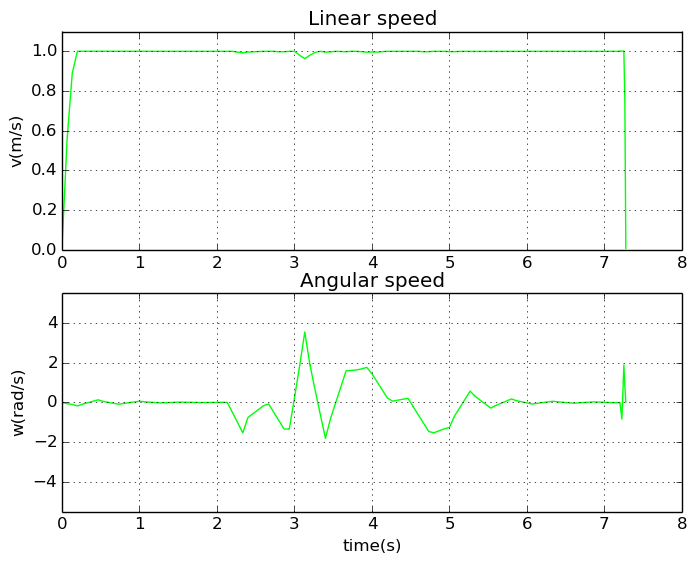 Linear speed
1.0
0.8
0.6
0.4
0.2
0.0
v(m/s)
0 1 2 3 4 5 6 7 8
Angular speed
4
2
0
−2
−4
w(rad/s)
0 1 2 3 4 5 6 7 8
time(s)